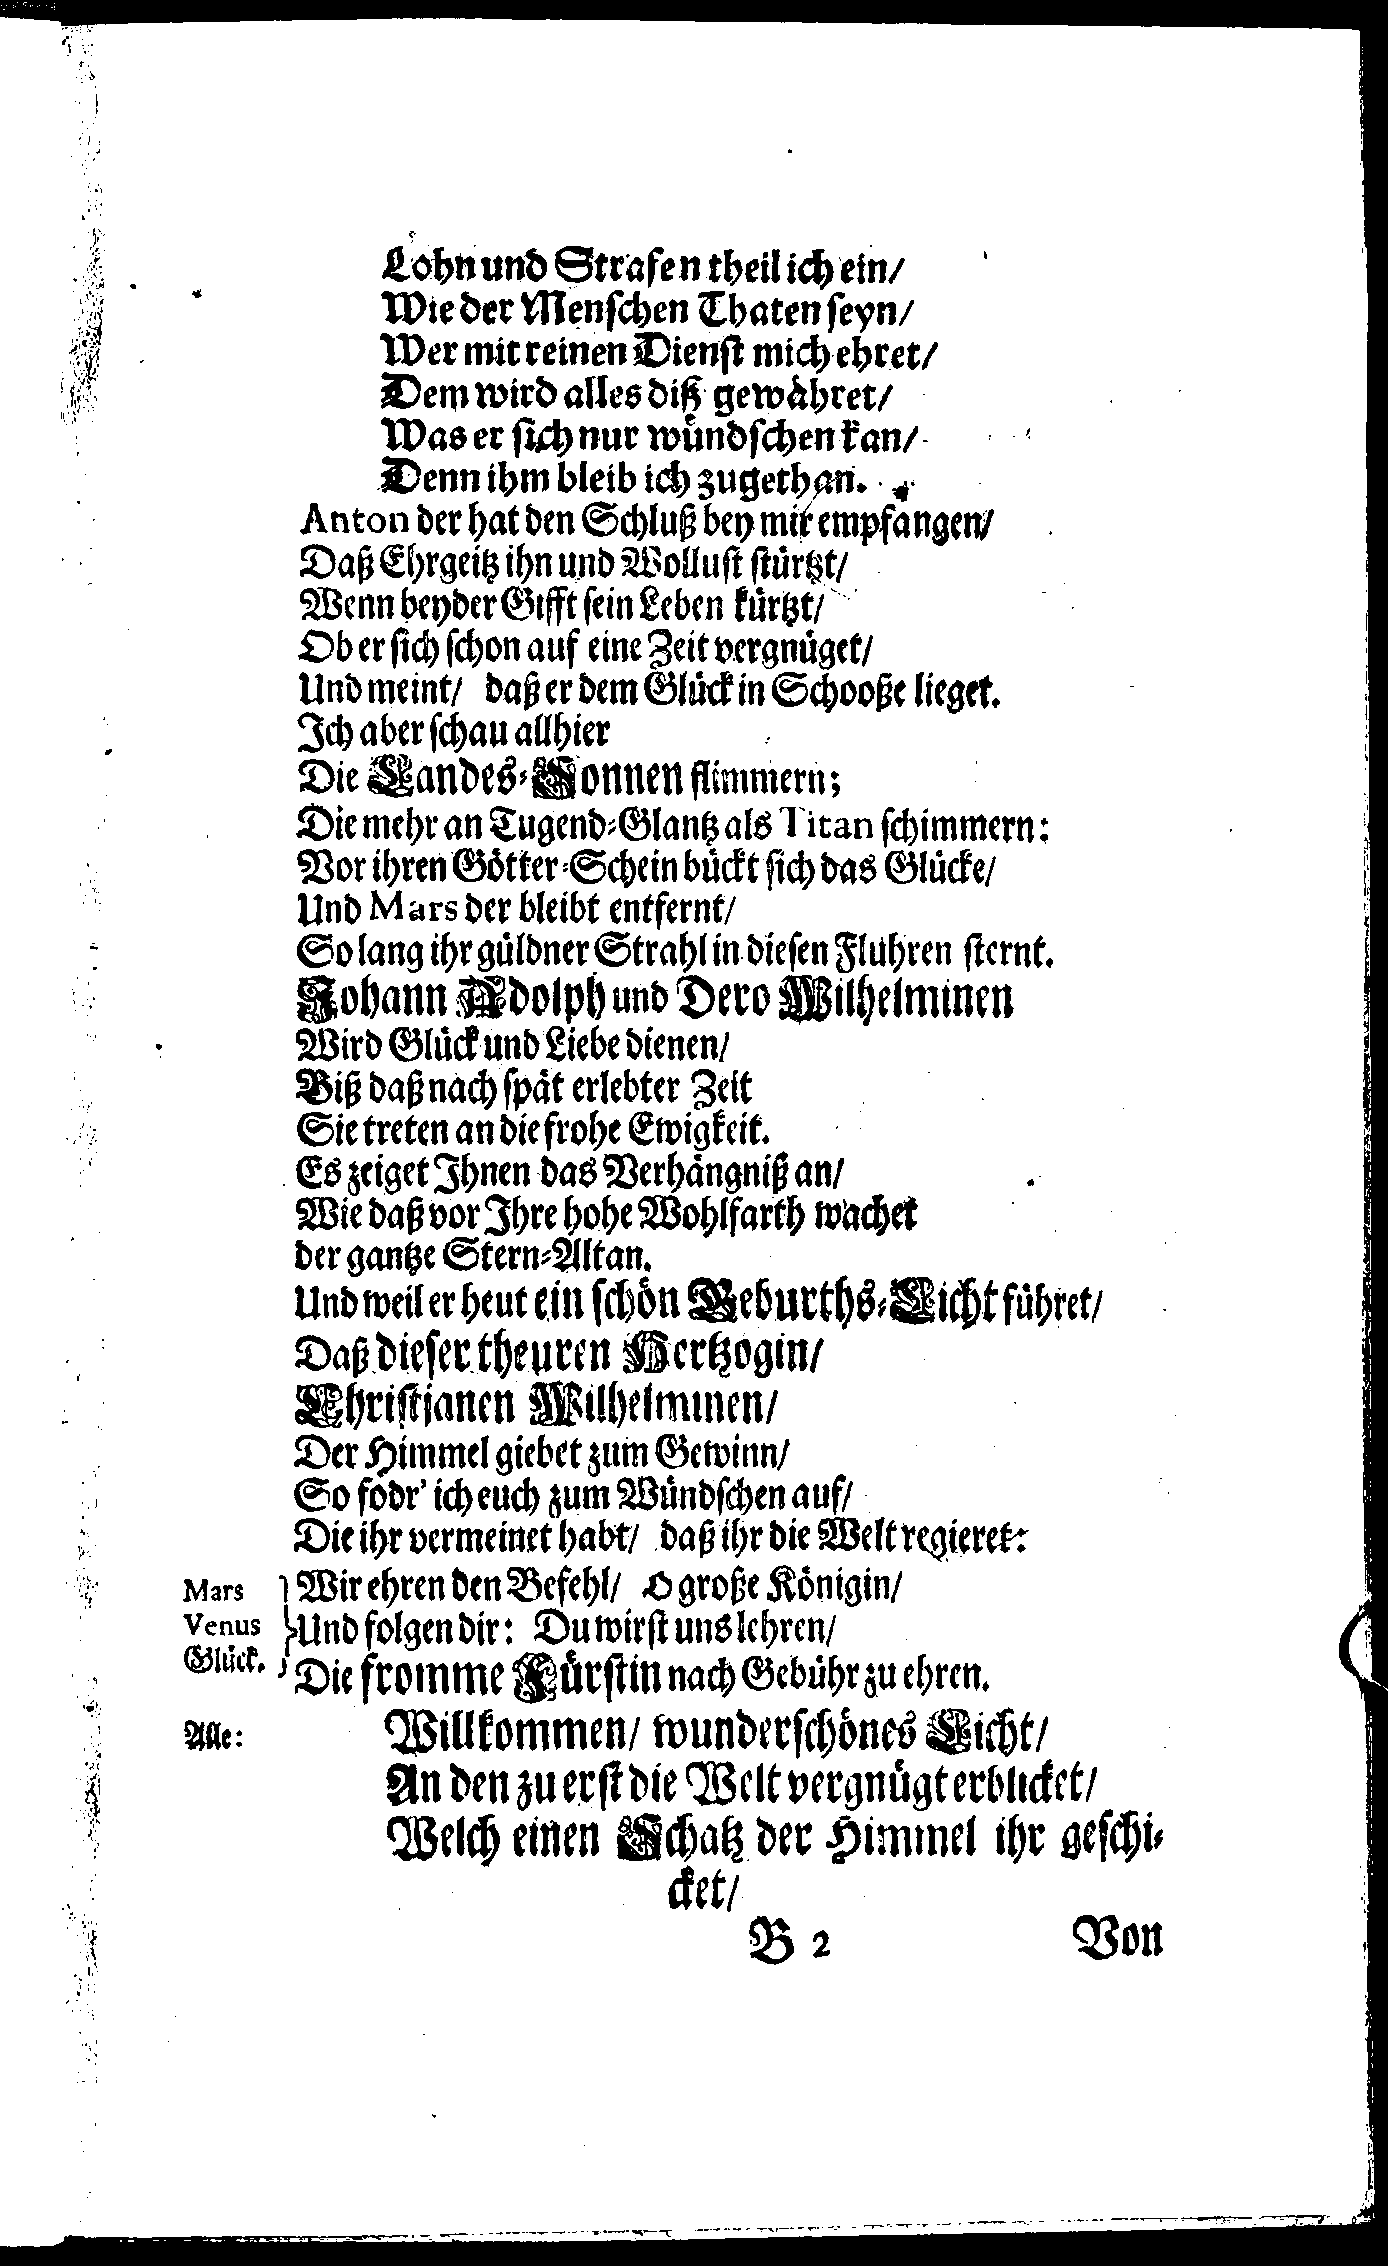 Lohn und Strafen theil ich ein/
Wie der Menschen Thaten seyn/
Wer mit reinen Dienst mich ehret/
Dem wird alles diß gewähret/
Was er sich nur wündschen kan/
Denn ihm bleib ich zugethan.
Anton der hat den Schluß bey mir empfangen/
Daß Ehrgeitz ihn und Wollust stürtzt/
Wenn beyder Gifft sein Leben kürtzt/
Ob er sich schon auf eine Zeit vergnüget/
Und meint/ daß er dem Glück in Schooße lieget.
Ich aber schau allhier
Die Landes-Sonnen flimmern;
Die mehr an Tugend-Glantz als Titan schimmern:
Vor ihren Götter-Schein bückt sich das Glücke/
Und Mars der bleibt entfernt/
So lang ihr güldner Strahl in diesen Fluhren sternt.
Johann Adolph und Dero Wilhelminen
Wird Glück und Liebe dienen/
Biß daß nach spät erlebter Zeit
Sie treten an die frohe Ewigkeit.
Es zeiget Ihnen das Verhängniß an/
Wie daß vor Ihre hohe Wohlfarth wachet
der gantze Stern-Altan.
Und weil er heut ein schön Geburths-Licht führet/
Daß dieser theuren Hertzogin/
Christianen Wilhelminen/
Der Himmel giebet zum Gewinn/
So fodr' ich euch zum Wündschen auf/
Die ihr vermeinet habt/ daß ihr die Welt regieret:
Mars } Wir ehren den Befehl/ O große Königin/
Venus } Und folgen dir: Du wirst uns lehren/
Glück. } Die fromme Fürstin nach Gebühr zu ehren.
Alle: Willkommen/ wunderschönes Licht/
An den zu erst die Welt vergnügt erblicket/
Welch einen Schatz der Himmel ihr geschi-
cket/
B 2 Von